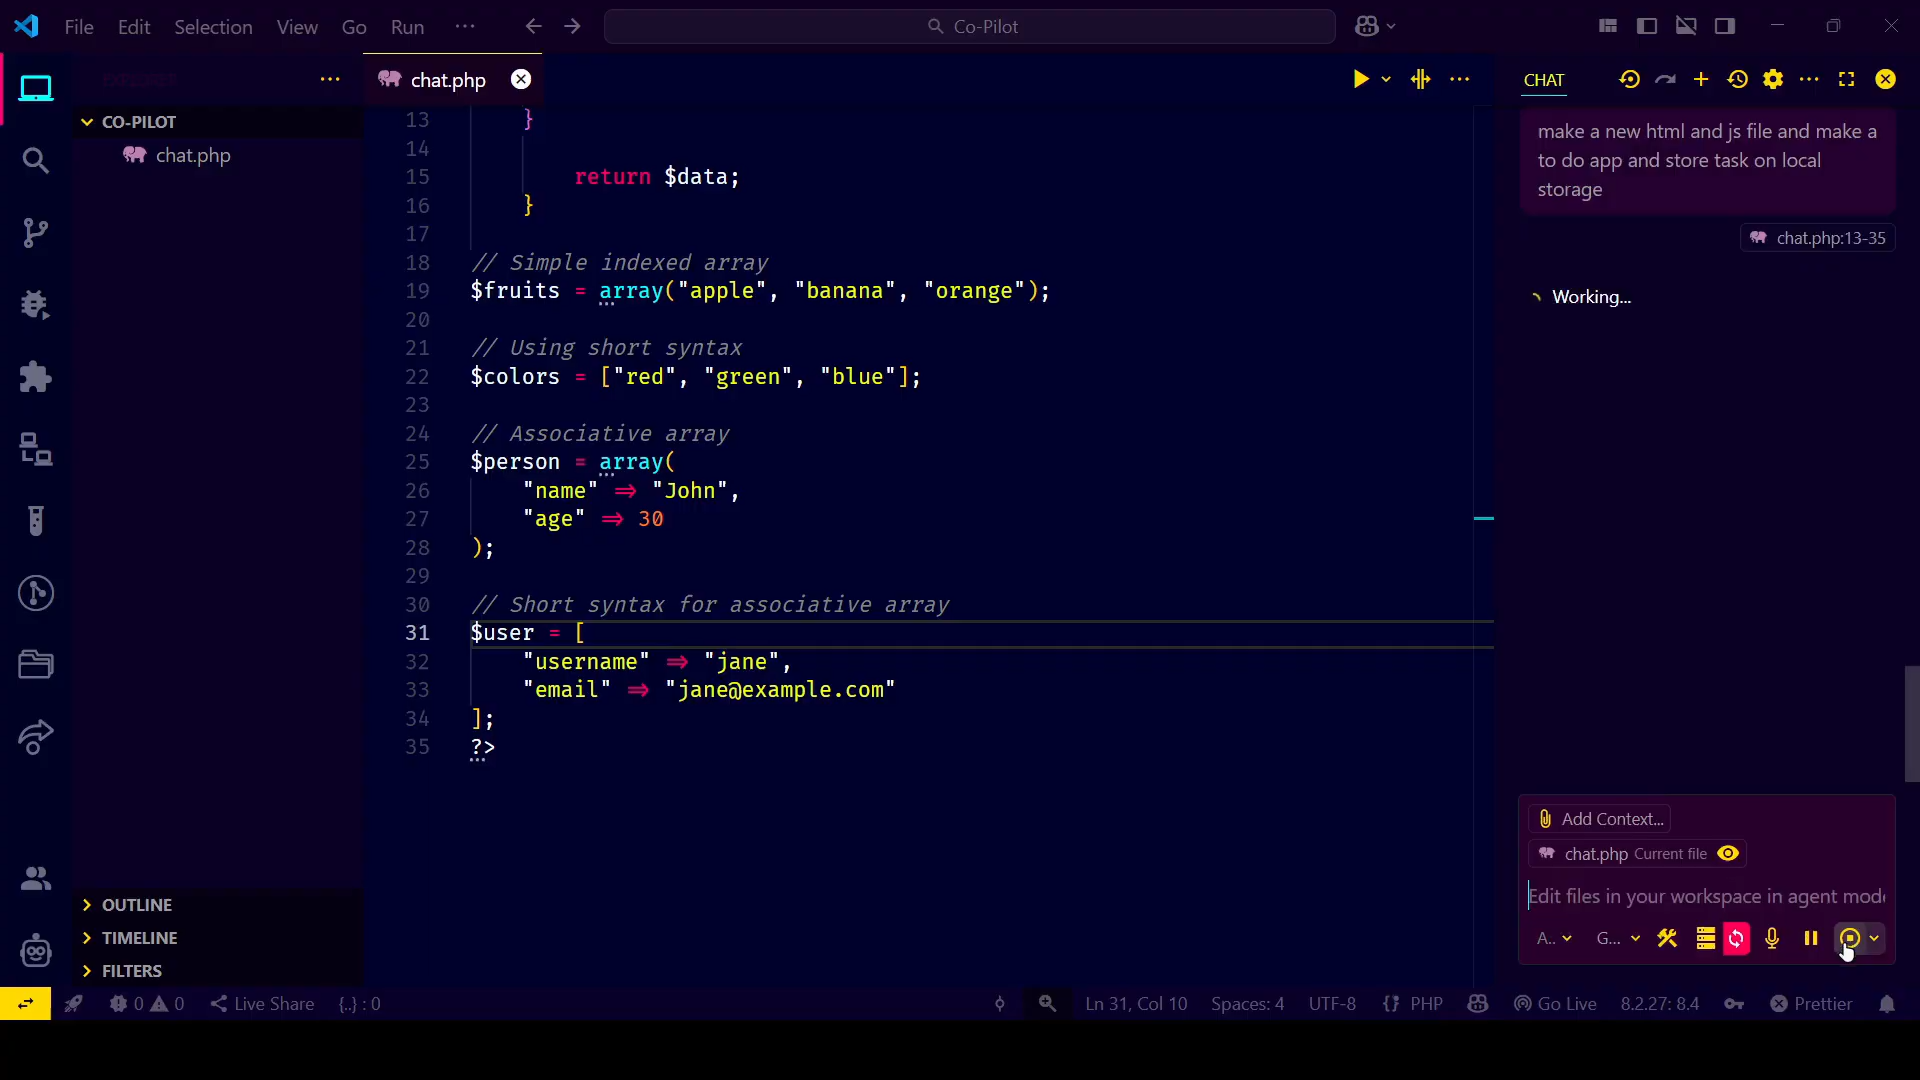 File Edit Selection View Go Run ···
Co-Pilot
EXPLORER
chat.php
CHAT
CO-PILOT
chat.php
13 }
14
15 return $data;
16 }
17
18 // Simple indexed array
19 $fruits = array("apple", "banana", "orange");
20
21 // Using short syntax
22 $colors = ["red", "green", "blue"];
23
24 // Associative array
25 $person = array(
26 "name" => "John",
27 "age" => 30
28 );
29
30 // Short syntax for associative array
31 $user = [
32 "username" => "jane",
33 "email" => "jane@example.com"
34 ];
35 ?>
make a new html and js file and make a
to do app and store task on local
storage
chat.php:13-35
Working...
Add Context...
chat.php Current file
Edit files in your workspace in agent mod
A.. G...
OUTLINE
TIMELINE
FILTERS
0 0 Live Share {..} : 0
Ln 31, Col 10 Spaces: 4 UTF-8 {} PHP Go Live 8.2.27: 8.4 Prettier